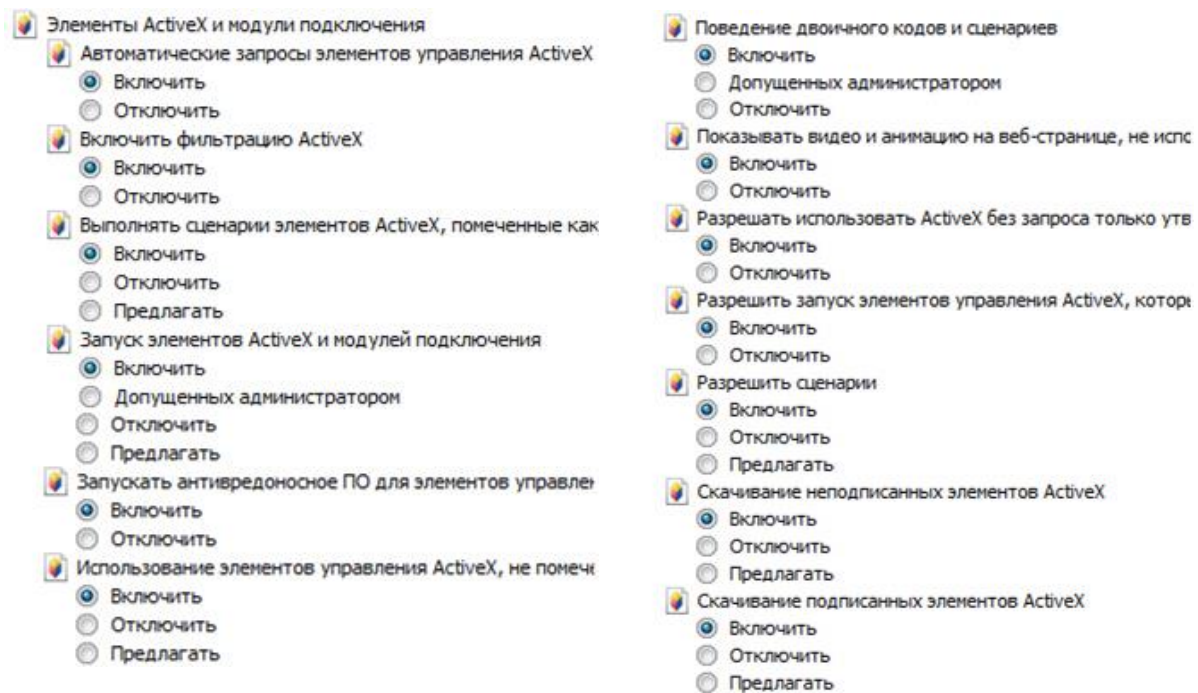 Элементы ActiveX и модули подключения
Автоматические запросы элементов управления ActiveX
Включить
Отключить
Включить фильтрацию ActiveX
Включить
Отключить
Выполнять сценарии элементов ActiveX, помеченные как
Включить
Отключить
Предлагать
Запуск элементов ActiveX и модулей подключения
Включить
Допущенных администратором
Отключить
Предлагать
Запускать антивредоносное ПО для элементов управлен
Включить
Отключить
Использование элементов управления ActiveX, не помече
Включить
Отключить
Предлагать
Поведение двоичного кодов и сценариев
Включить
Допущенных администратором
Отключить
Показывать видео и анимацию на веб-странице, не испс
Включить
Отключить
Разрешать использовать ActiveX без запроса только утв
Включить
Отключить
Разрешить запуск элементов управления ActiveX, которы
Включить
Отключить
Разрешить сценарии
Включить
Отключить
Предлагать
Скачивание неподписанных элементов ActiveX
Включить
Отключить
Предлагать
Скачивание подписанных элементов ActiveX
Включить
Отключить
Предлагать